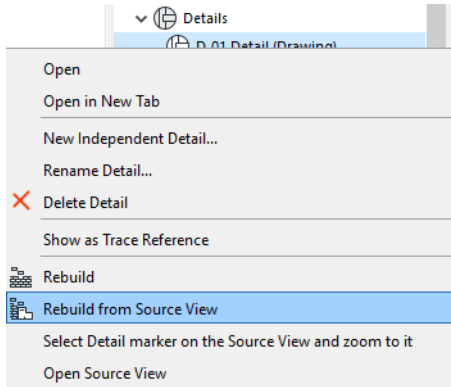 Details
D-01 Detail (Drawing)
Open
Open in New Tab
New Independent Detail...
Rename Detail...
Delete Detail
Show as Trace Reference
Rebuild
Rebuild from Source View
Select Detail marker on the Source View and zoom to it
Open Source View